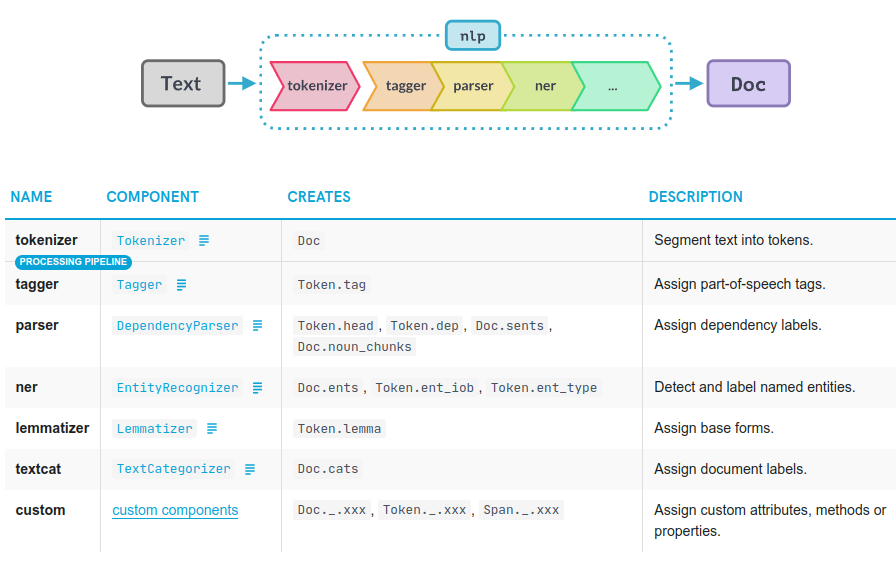 nlp
Text tokenizer tagger parser ner ... Doc
NAME COMPONENT CREATES DESCRIPTION
tokenizer Tokenizer Doc Segment text into tokens.
PROCESSING PIPELINE
tagger Tagger Token.tag Assign part-of-speech tags.
parser DependencyParser Token.head , Token.dep , Doc.sents , Assign dependency labels.
Doc.noun_chunks
ner EntityRecognizer Doc.ents , Token.ent_iob , Token.ent_type Detect and label named entities.
lemmatizer Lemmatizer Token.lemma Assign base forms.
textcat TextCategorizer Doc.cats Assign document labels.
custom custom components Doc._.xxx , Token._.xxx , Span._.xxx Assign custom attributes, methods or
properties.